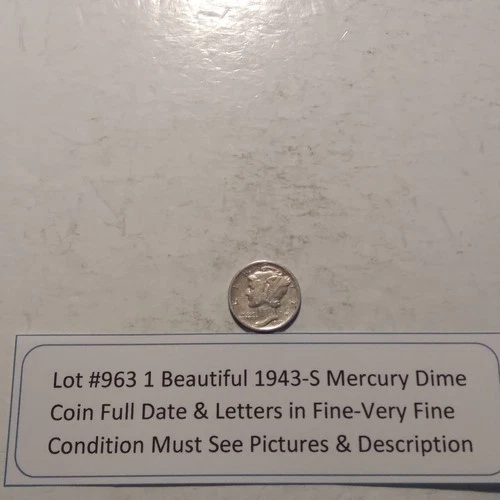 Lot #963 1 Beautiful 1943-S Mercury Dime
Coin Full Date & Letters in Fine-Very Fine
Condition Must See Pictures & Description